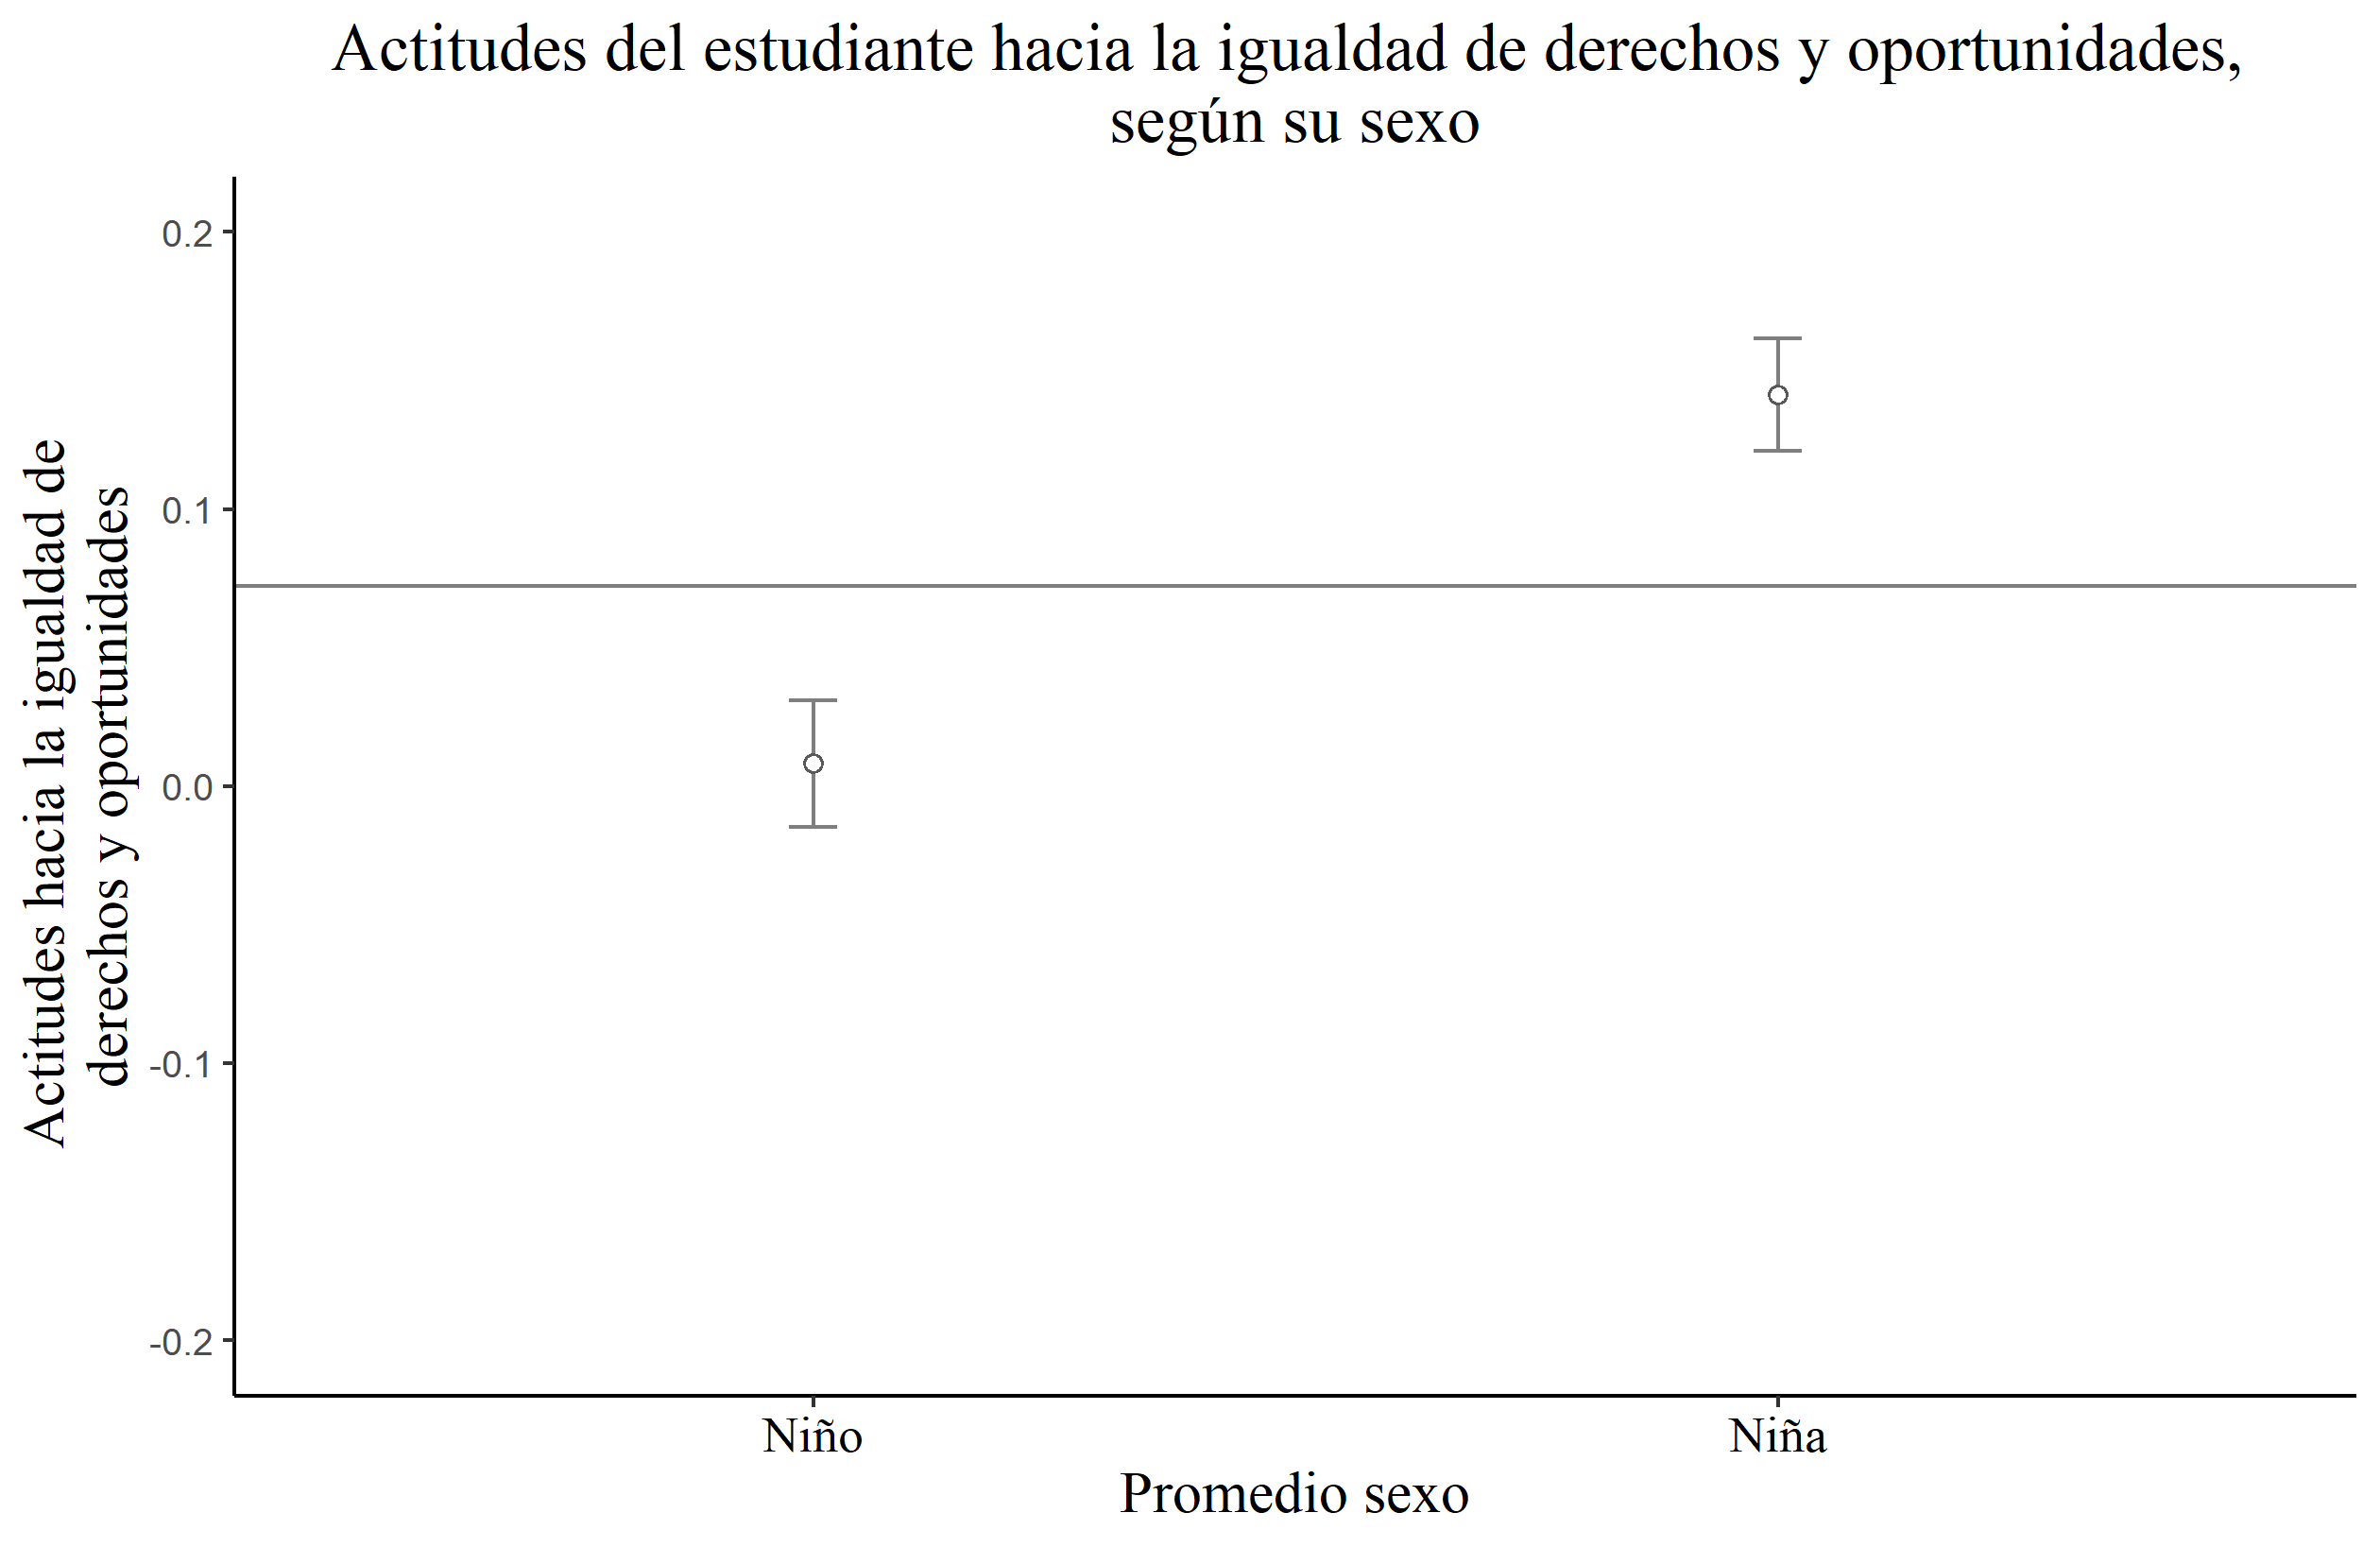 Actitudes del estudiante hacia la igualdad de derechos y oportunidades,
según su sexo
Actitudes hacia la igualdad de
derechos y oportunidades
0.2
0.1
0.0
-0.1
-0.2
Niño
Niña
Promedio sexo